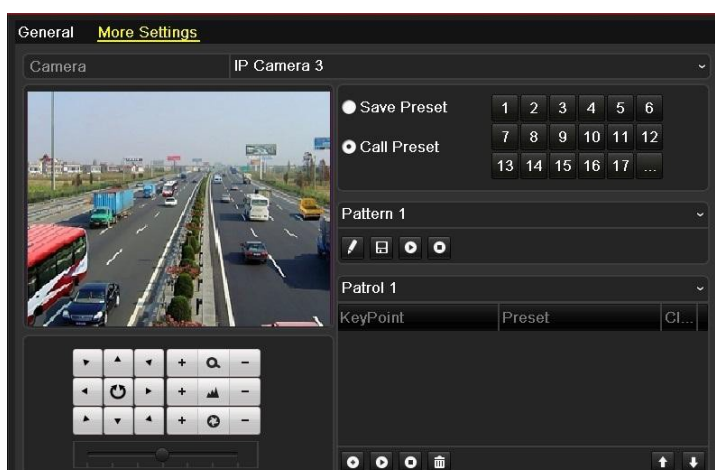 General More Settings
Camera IP Camera 3
Save Preset 1 2 3 4 5 6
Call Preset 7 8 9 10 11 12
13 14 15 16 17 ...
Pattern 1
Patrol 1
KeyPoint Preset Cl...